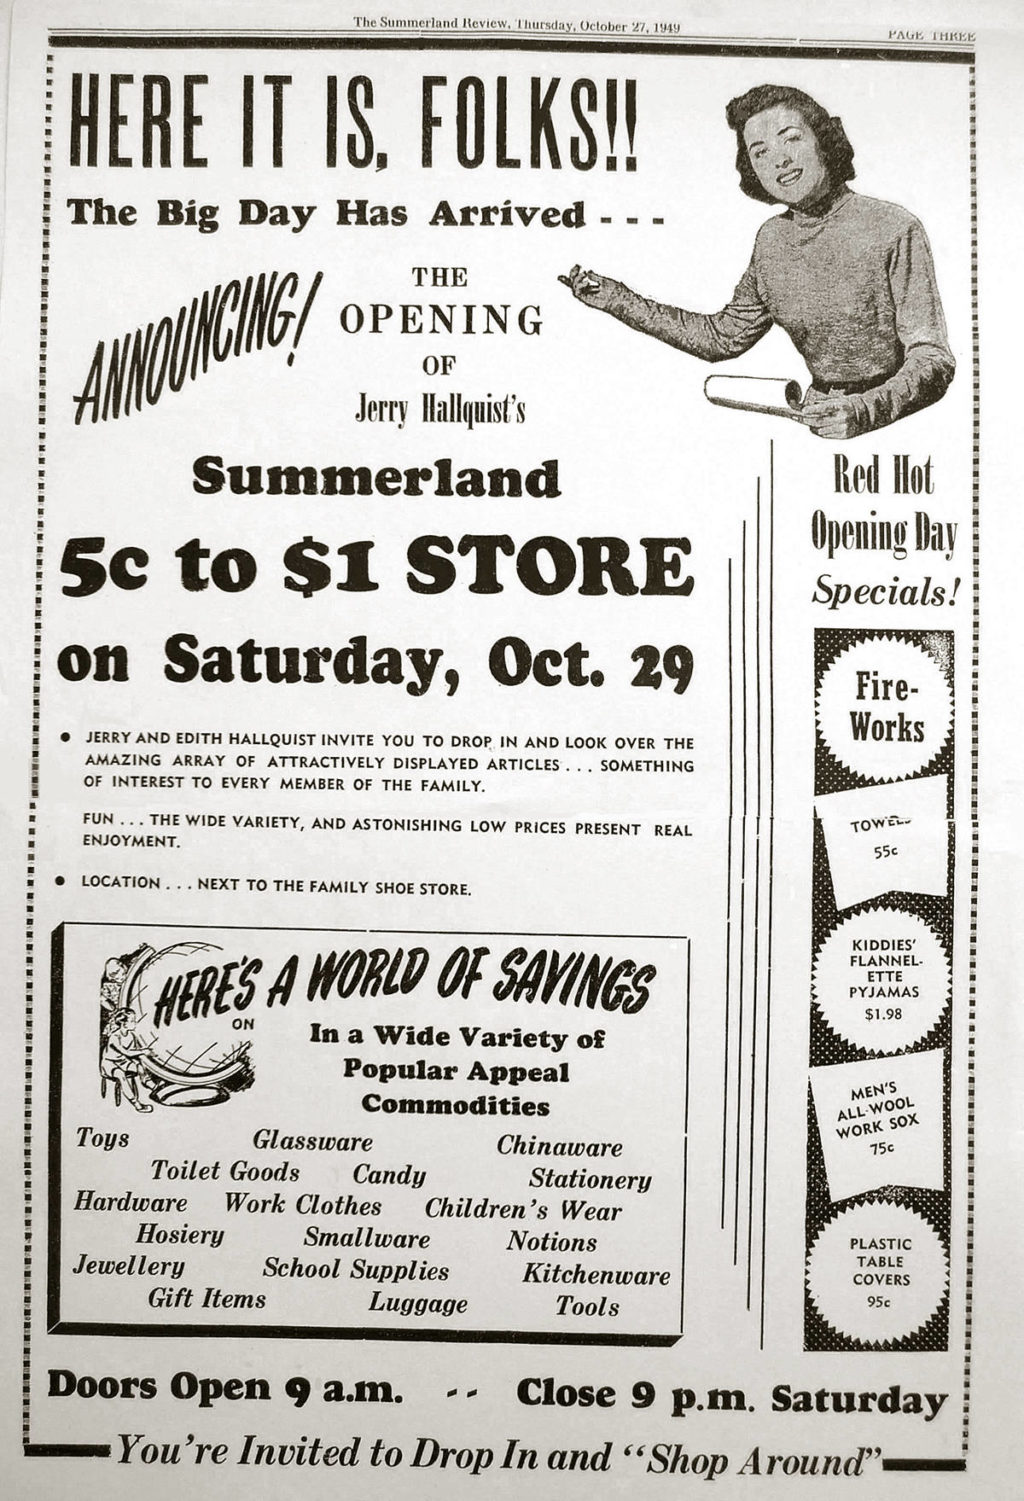 The Summerland Review, Thursday, October 27, 1949
PAGE THREE
HERE IT IS, FOLKS!!
The Big Day Has Arrived - - -
ANNOUNCING!
THE
OPENING
OF
Jerry Hallquist's
Summerland
5c to $1 STORE
on Saturday, Oct. 29
• JERRY AND EDITH HALLQUIST INVITE YOU TO DROP IN AND LOOK OVER THE
AMAZING ARRAY OF ATTRACTIVELY DISPLAYED ARTICLES . . . SOMETHING
OF INTEREST TO EVERY MEMBER OF THE FAMILY.
FUN . . . THE WIDE VARIETY, AND ASTONISHING LOW PRICES PRESENT REAL
ENJOYMENT.
• LOCATION . . . NEXT TO THE FAMILY SHOE STORE.
HERE'S A WORLD OF SAVINGS
ON
In a Wide Variety of
Popular Appeal
Commodities
Toys Glassware Chinaware
Toilet Goods Candy Stationery
Hardware Work Clothes Children's Wear
Hosiery Smallware Notions
Jewellery School Supplies Kitchenware
Gift Items Luggage Tools
Red Hot
Opening Day
Specials!
Fire-
Works
TOWELS
55c
KIDDIES'
FLANNEL-
ETTE
PYJAMAS
$1.98
MEN'S
ALL-WOOL
WORK SOX
75c
PLASTIC
TABLE
COVERS
95c
Doors Open 9 a.m. -- Close 9 p.m. Saturday
You're Invited to Drop In and "Shop Around"